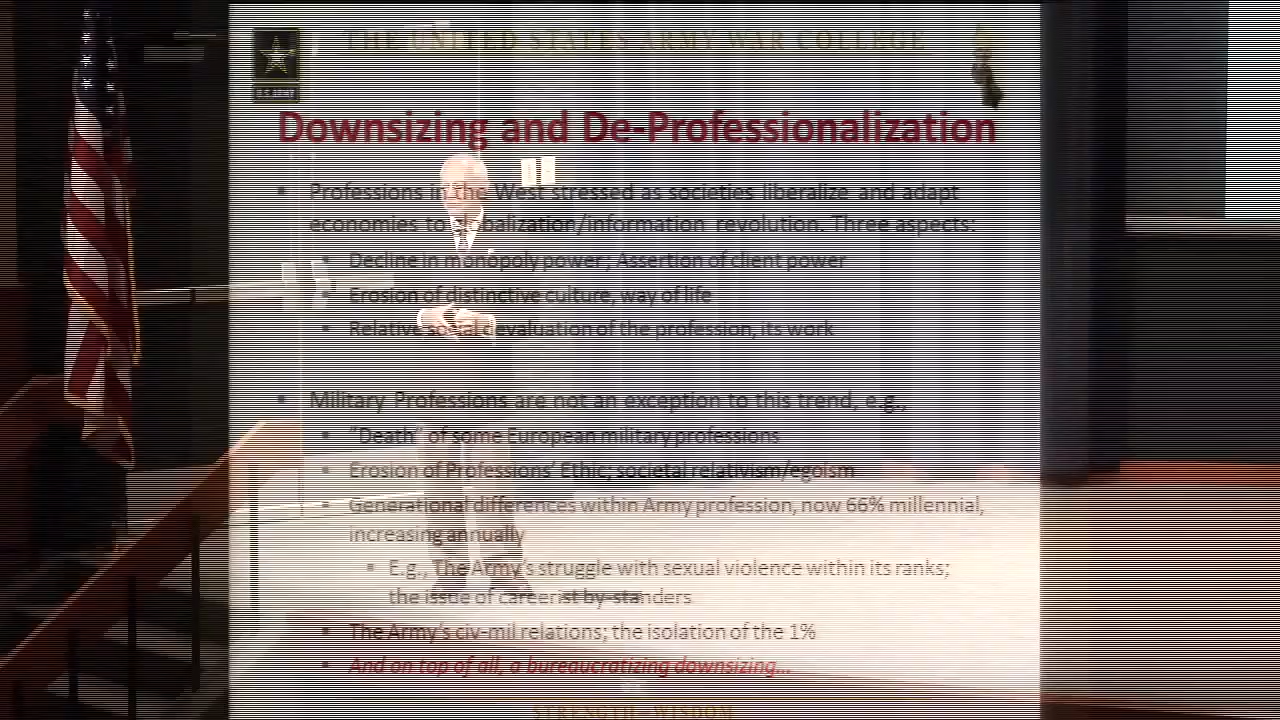 THE UNITED STATES ARMY WAR COLLEGE
U.S. ARMY
Downsizing and De-Professionalization
Professions in the West stressed as societies liberalize and adapt
economies to globalization/information revolution. Three aspects:
Decline in monopoly power; Assertion of client power
Erosion of distinctive culture, way of life
Relative social devaluation of the profession, its work
Military Professions are not an exception to this trend, e.g.,
"Death" of some European military professions
Erosion of Professions' Ethic; societal relativism/egoism
Generational differences within Army profession, now 66% millennial,
increasing annually
E.g., The Army's struggle with sexual violence within its ranks;
the issue of careerist by-standers
The Army's civ-mil relations; the isolation of the 1%
And on top of all, a bureaucratizing downsizing...
STRENGTH—WISDOM